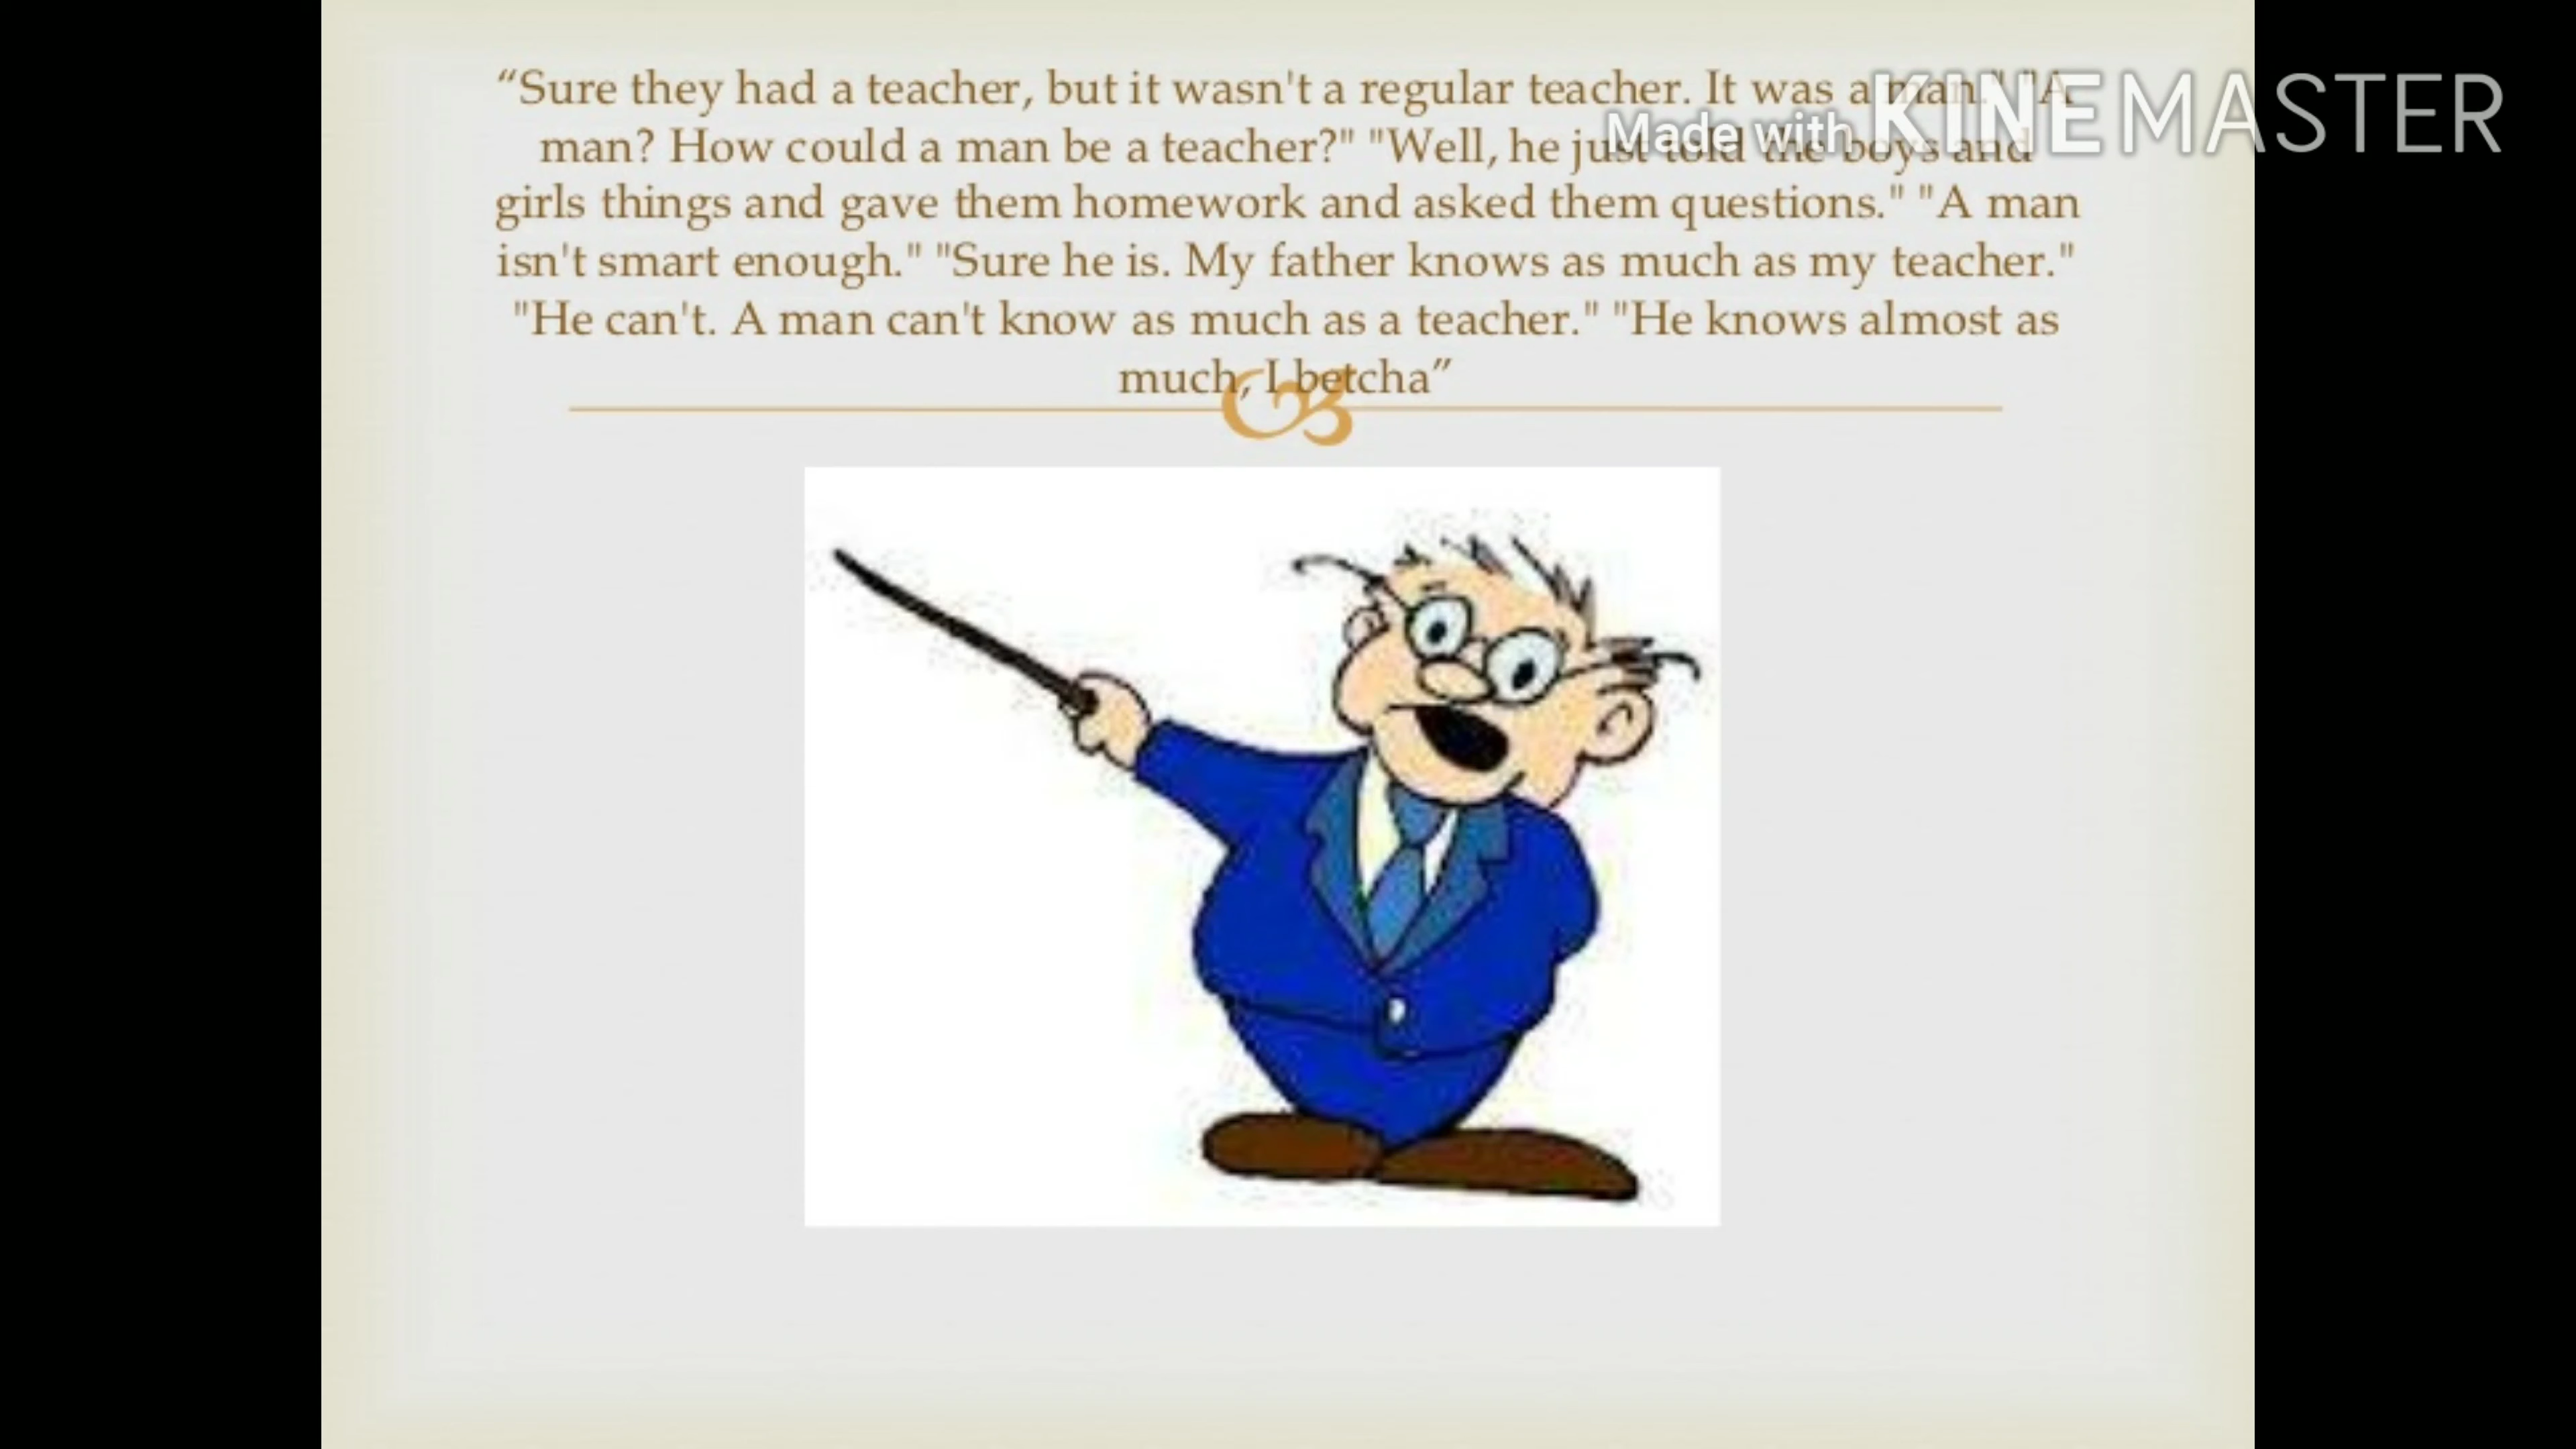 “Sure they had a teacher, but it wasn't a regular teacher. It was a man." "A
man? How could a man be a teacher?" "Well, he just told the boys and
girls things and gave them homework and asked them questions." "A man
isn't smart enough." "Sure he is. My father knows as much as my teacher."
"He can't. A man can't know as much as a teacher." "He knows almost as
much, I betcha”
Made with KINEMASTER